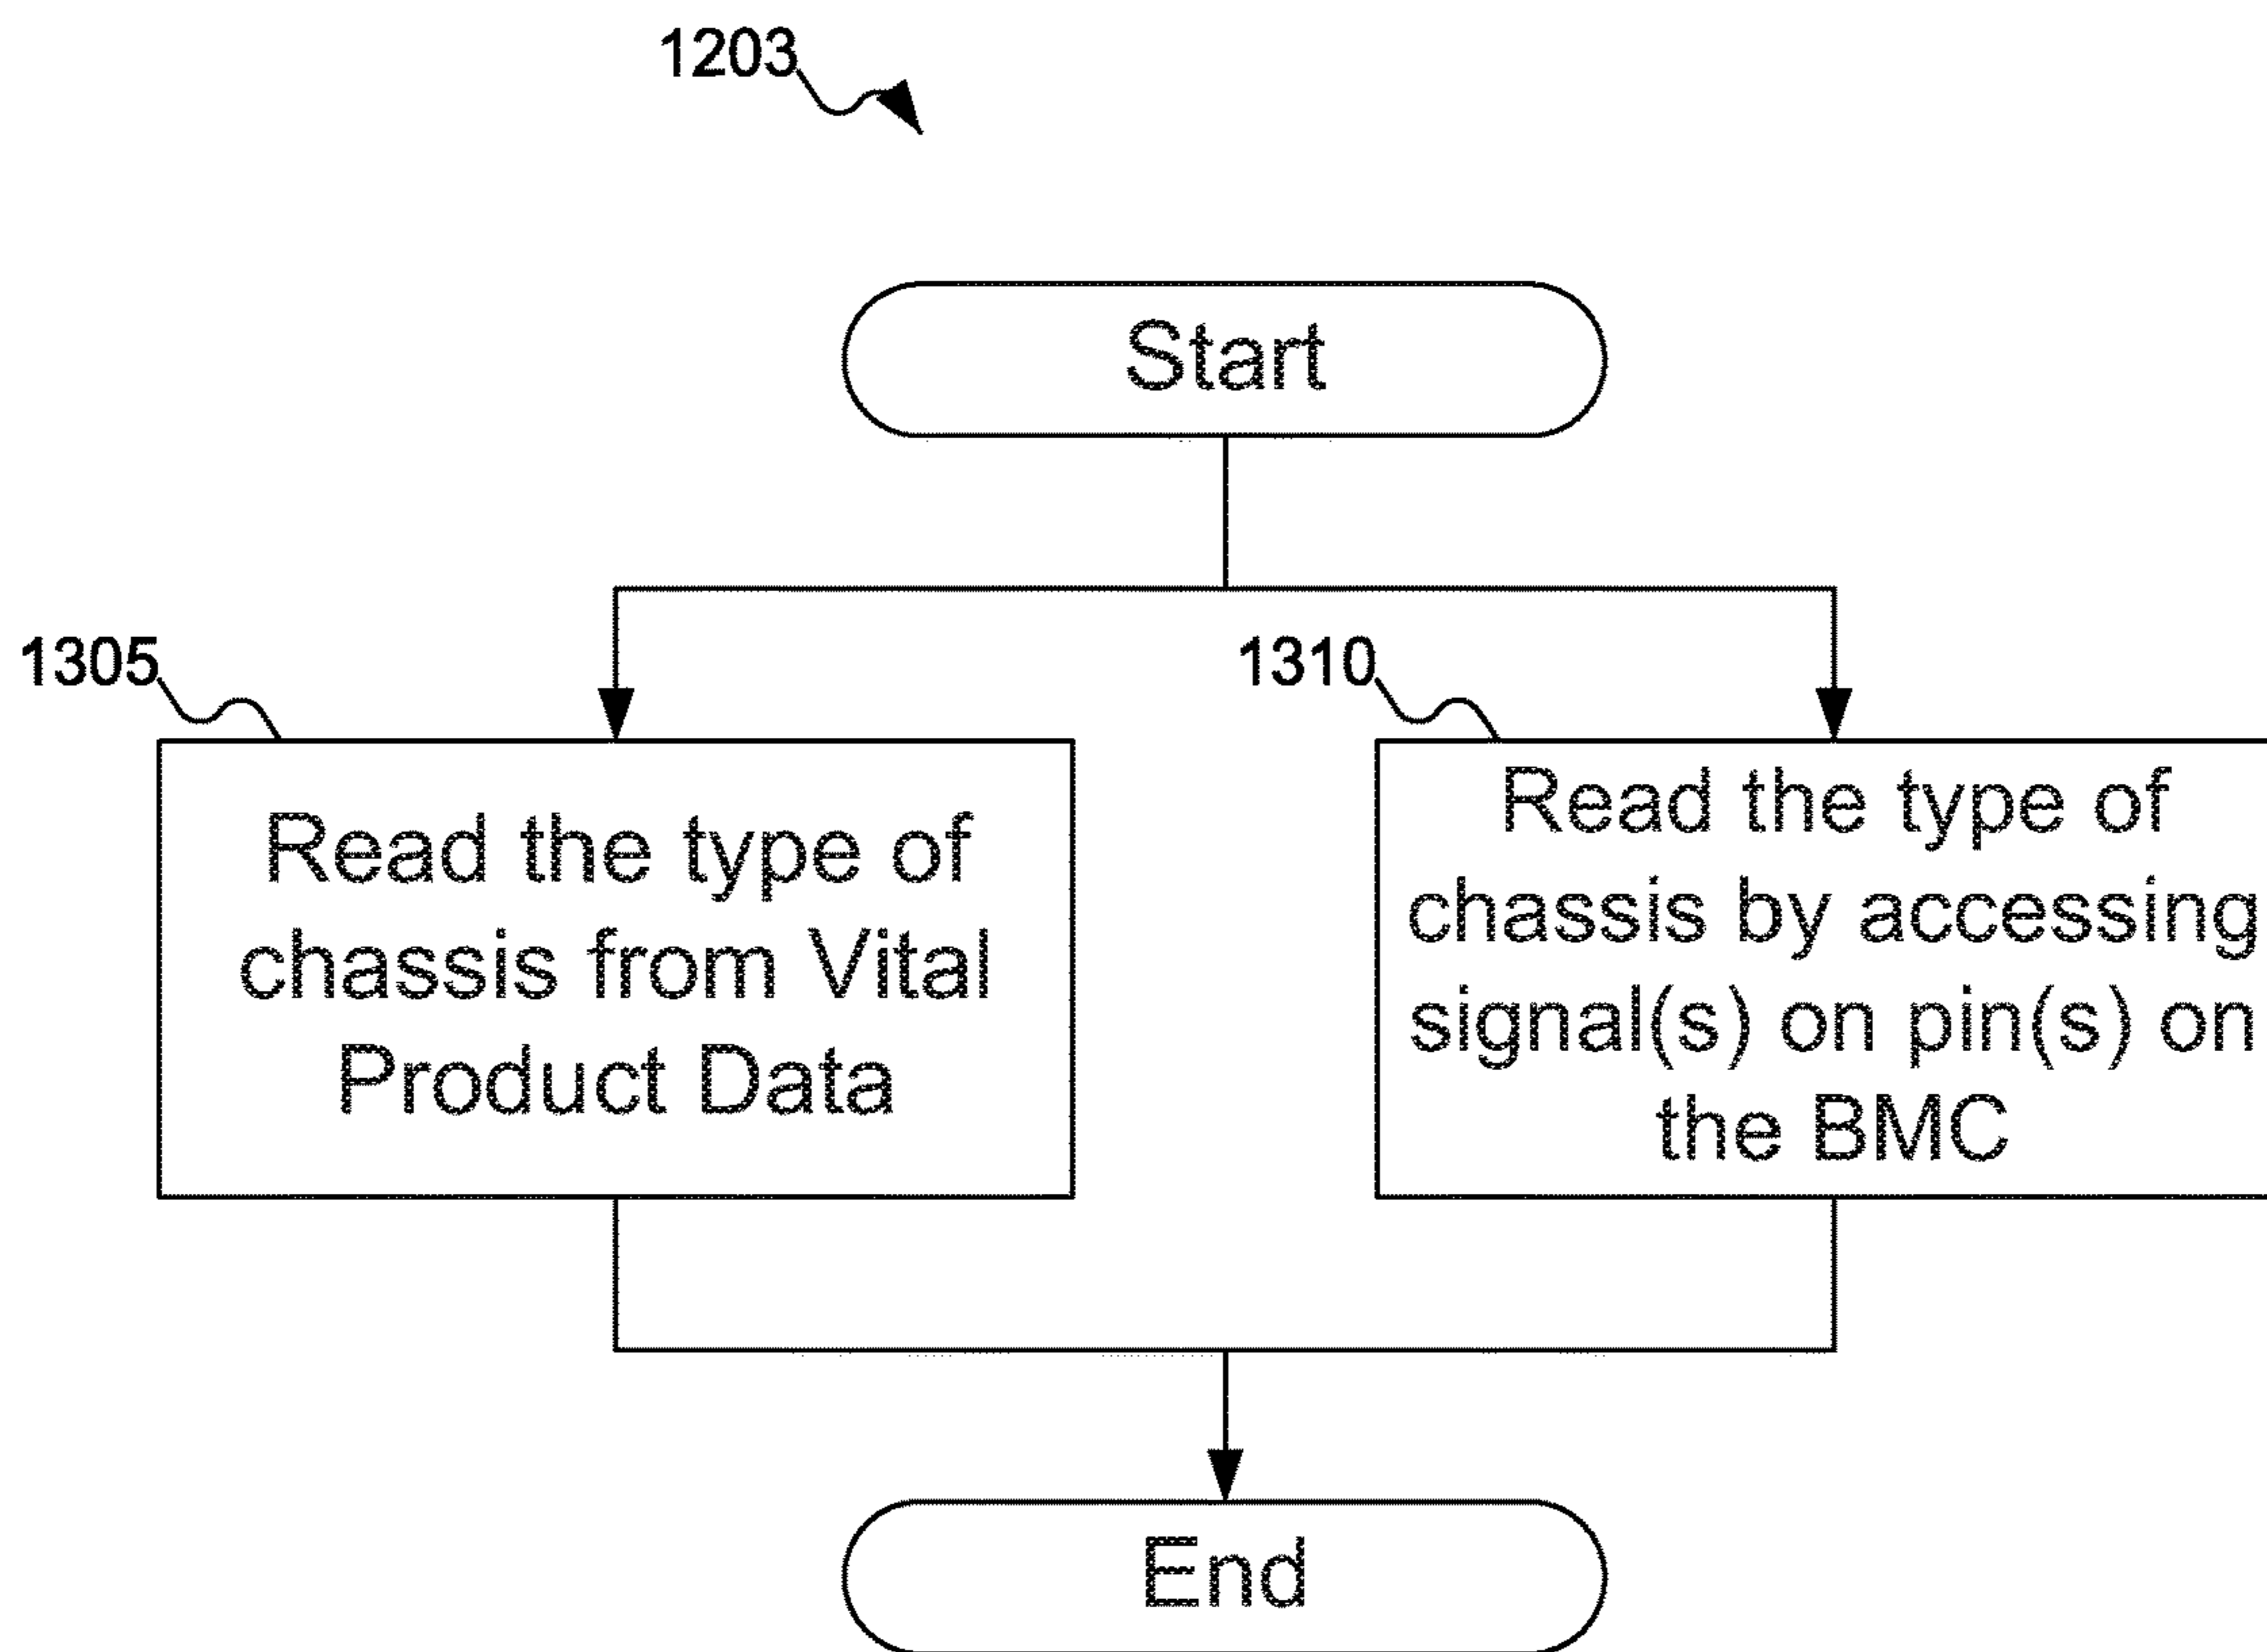 1203
Start
1305
Read the type of
chassis from Vital
Product Data
1310
Read the type of
chassis by accessing
signal(s) on pin(s) on
the BMC
End